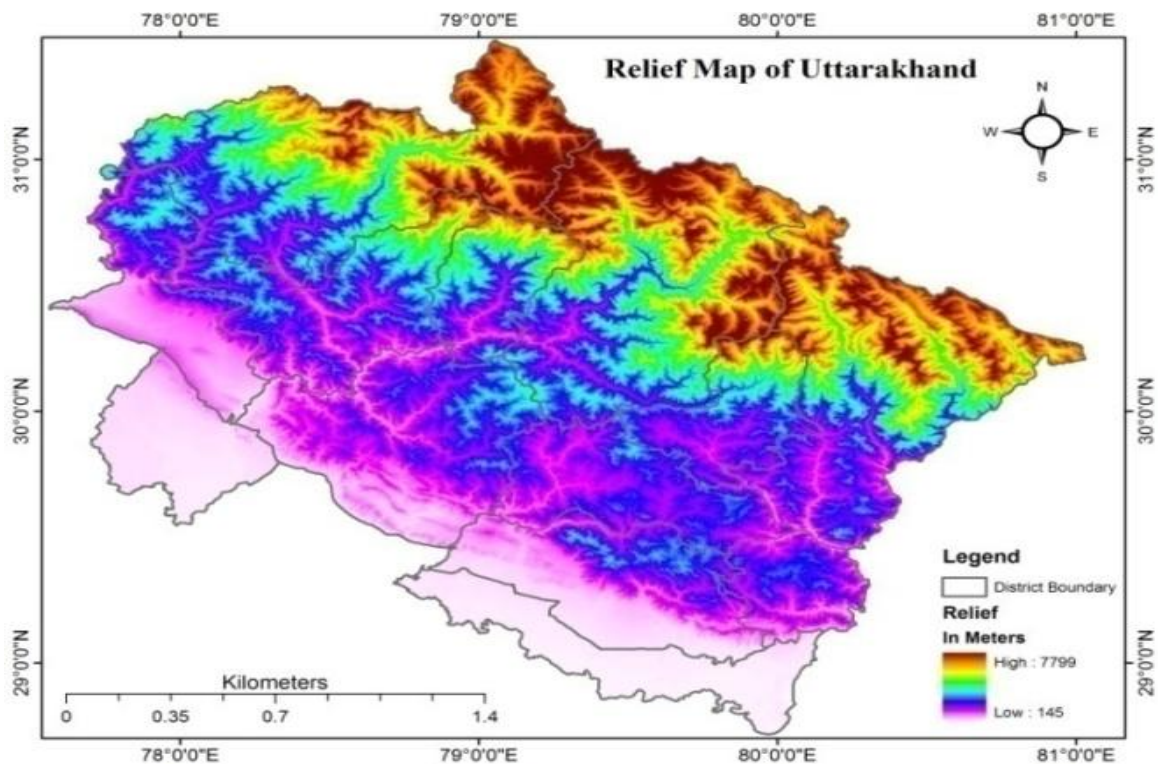 78°0'0"E 79°0'0"E 80°0'0"E 81°0'0"E
Relief Map of Uttarakhand
N
W E
S
31°0'0"N 31°0'0"N
30°0'0"N 30°0'0"N
29°0'0"N 29°0'0"N
Legend
District Boundary
Relief
In Meters
High : 7799
Low : 145
Kilometers
0 0.35 0.7 1.4
78°0'0"E 79°0'0"E 80°0'0"E 81°0'0"E